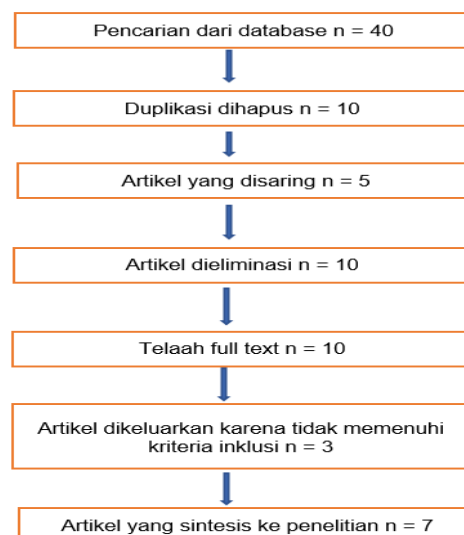 Pencarian dari database n = 40
Duplikasi dihapus n = 10
Artikel yang disaring n = 5
Artikel dieliminasi n = 10
Telaah full text n = 10
Artikel dikeluarkan karena tidak memenuhi
kriteria inklusi n = 3
Artikel yang sintesis ke penelitian n = 7